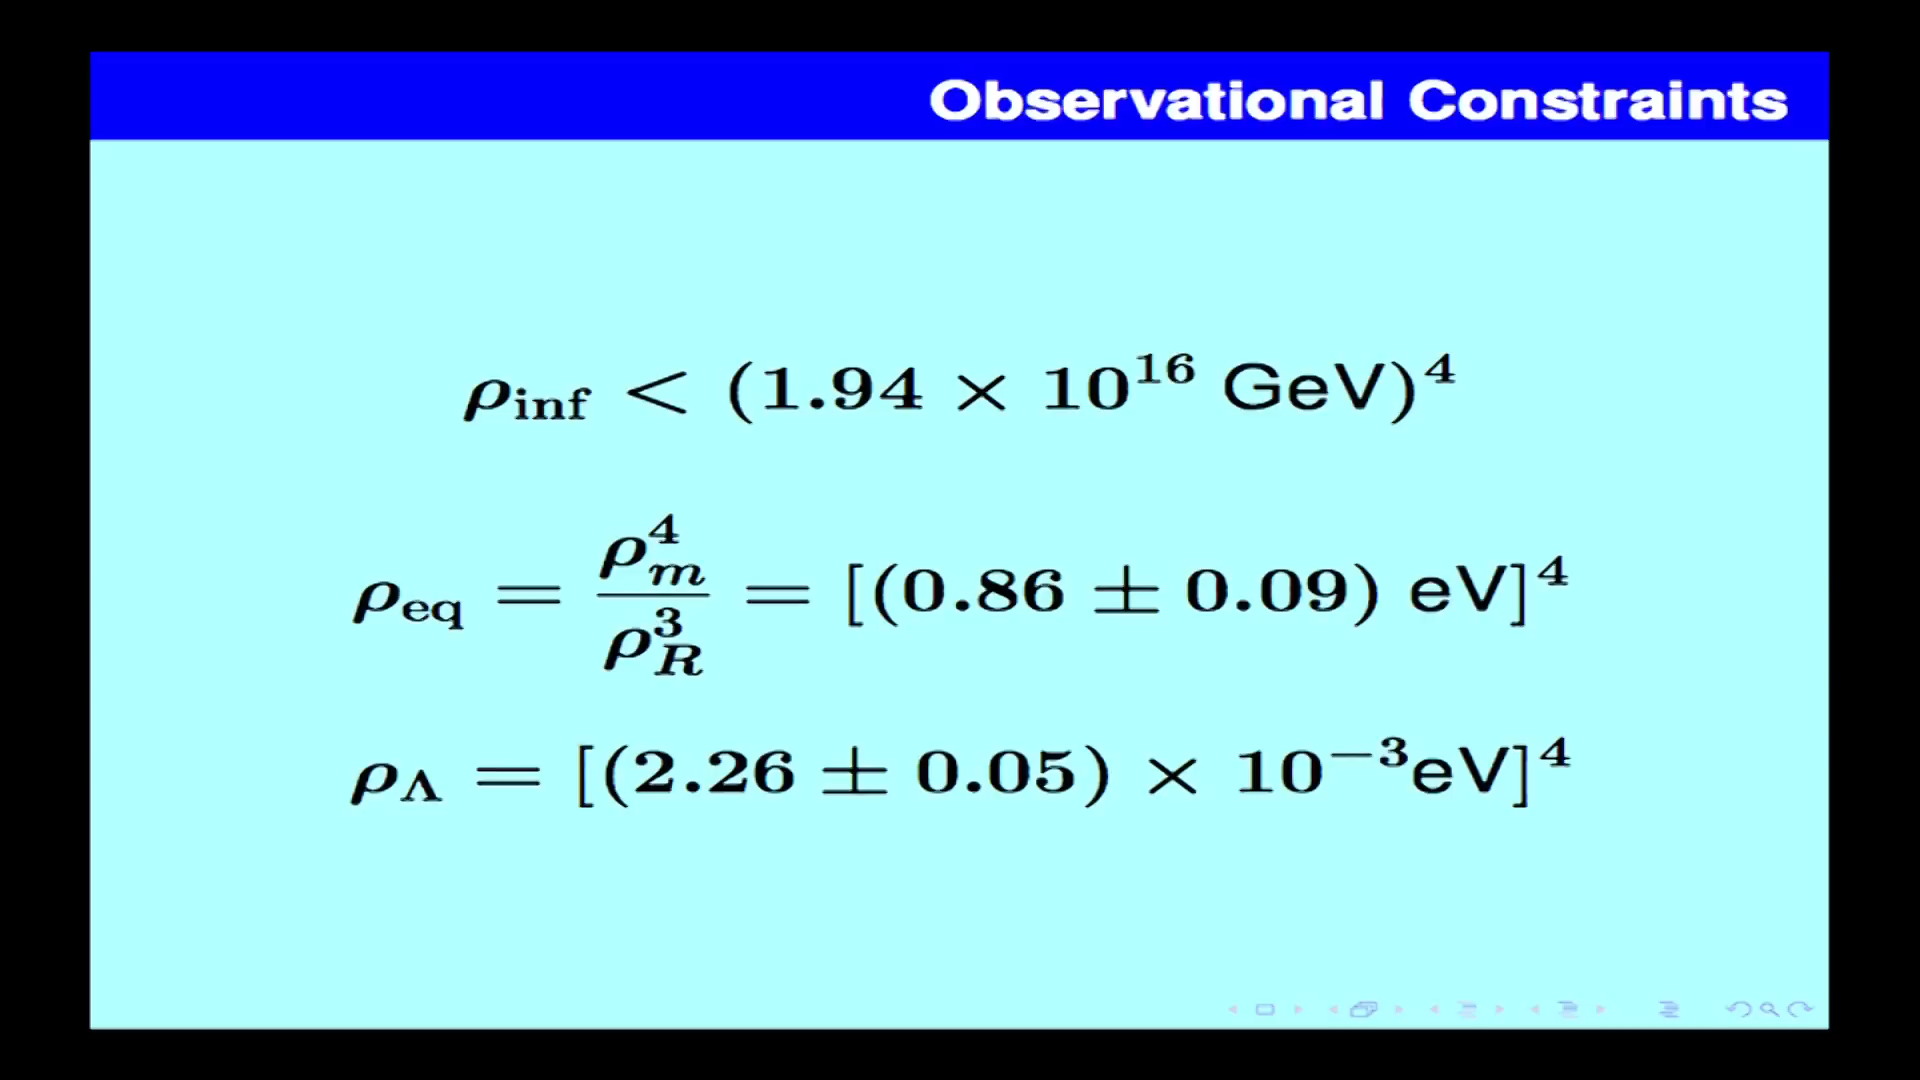 Observational Constraints
ρ_inf < (1.94 × 10^16 GeV)^4
ρ_eq = ρ_m^4 / ρ_R^3 = [(0.86 ± 0.09) eV]^4
ρ_Λ = [(2.26 ± 0.05) × 10^−3 eV]^4